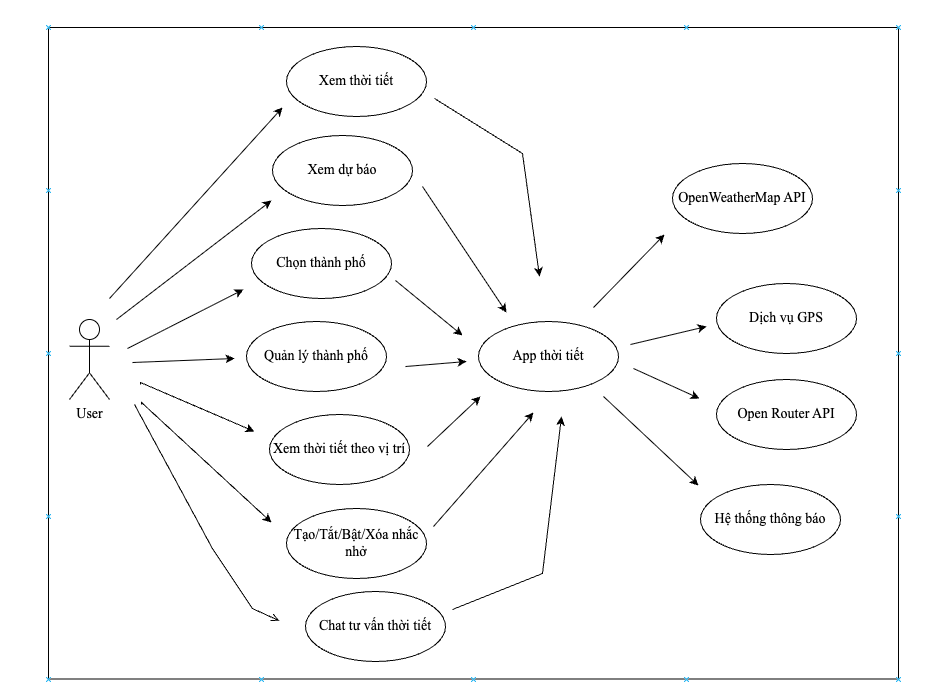 Xem thời tiết
Xem dự báo
Chọn thành phố
Quản lý thành phố
Xem thời tiết theo vị trí
Tạo/Tắt/Bật/Xóa nhắc
nhở
Chat tư vấn thời tiết
User
App thời tiết
OpenWeatherMap API
Dịch vụ GPS
Open Router API
Hệ thống thông báo